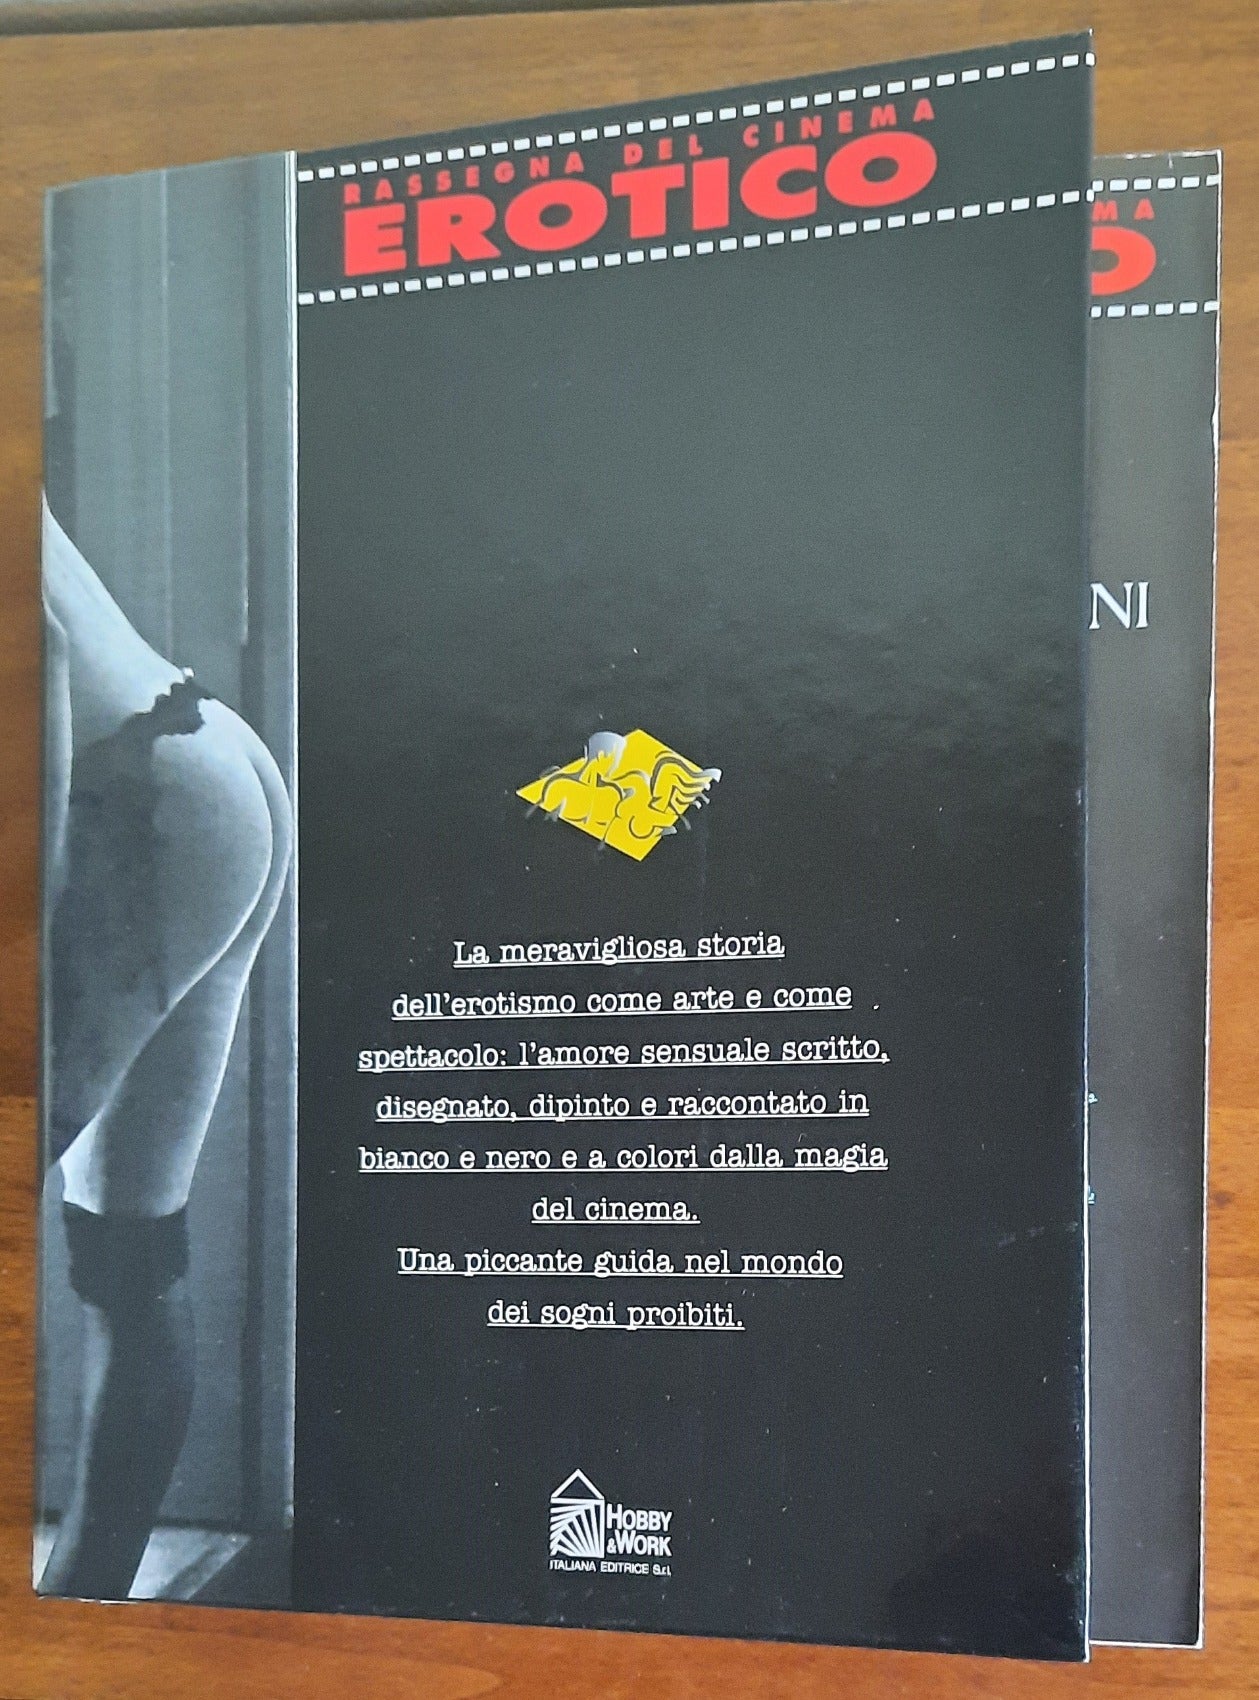 RASSEGNA DEL CINEMA
EROTICO
MA
O
NI
La meravigliosa storia
dell'erotismo come arte e come
spettacolo: l'amore sensuale scritto,
disegnato, dipinto e raccontato in
bianco e nero e a colori dalla magia
del cinema.
Una piccante guida nel mondo
dei sogni proibiti.
HOBBY
&WORK
ITALIANA EDITRICE S.r.l.